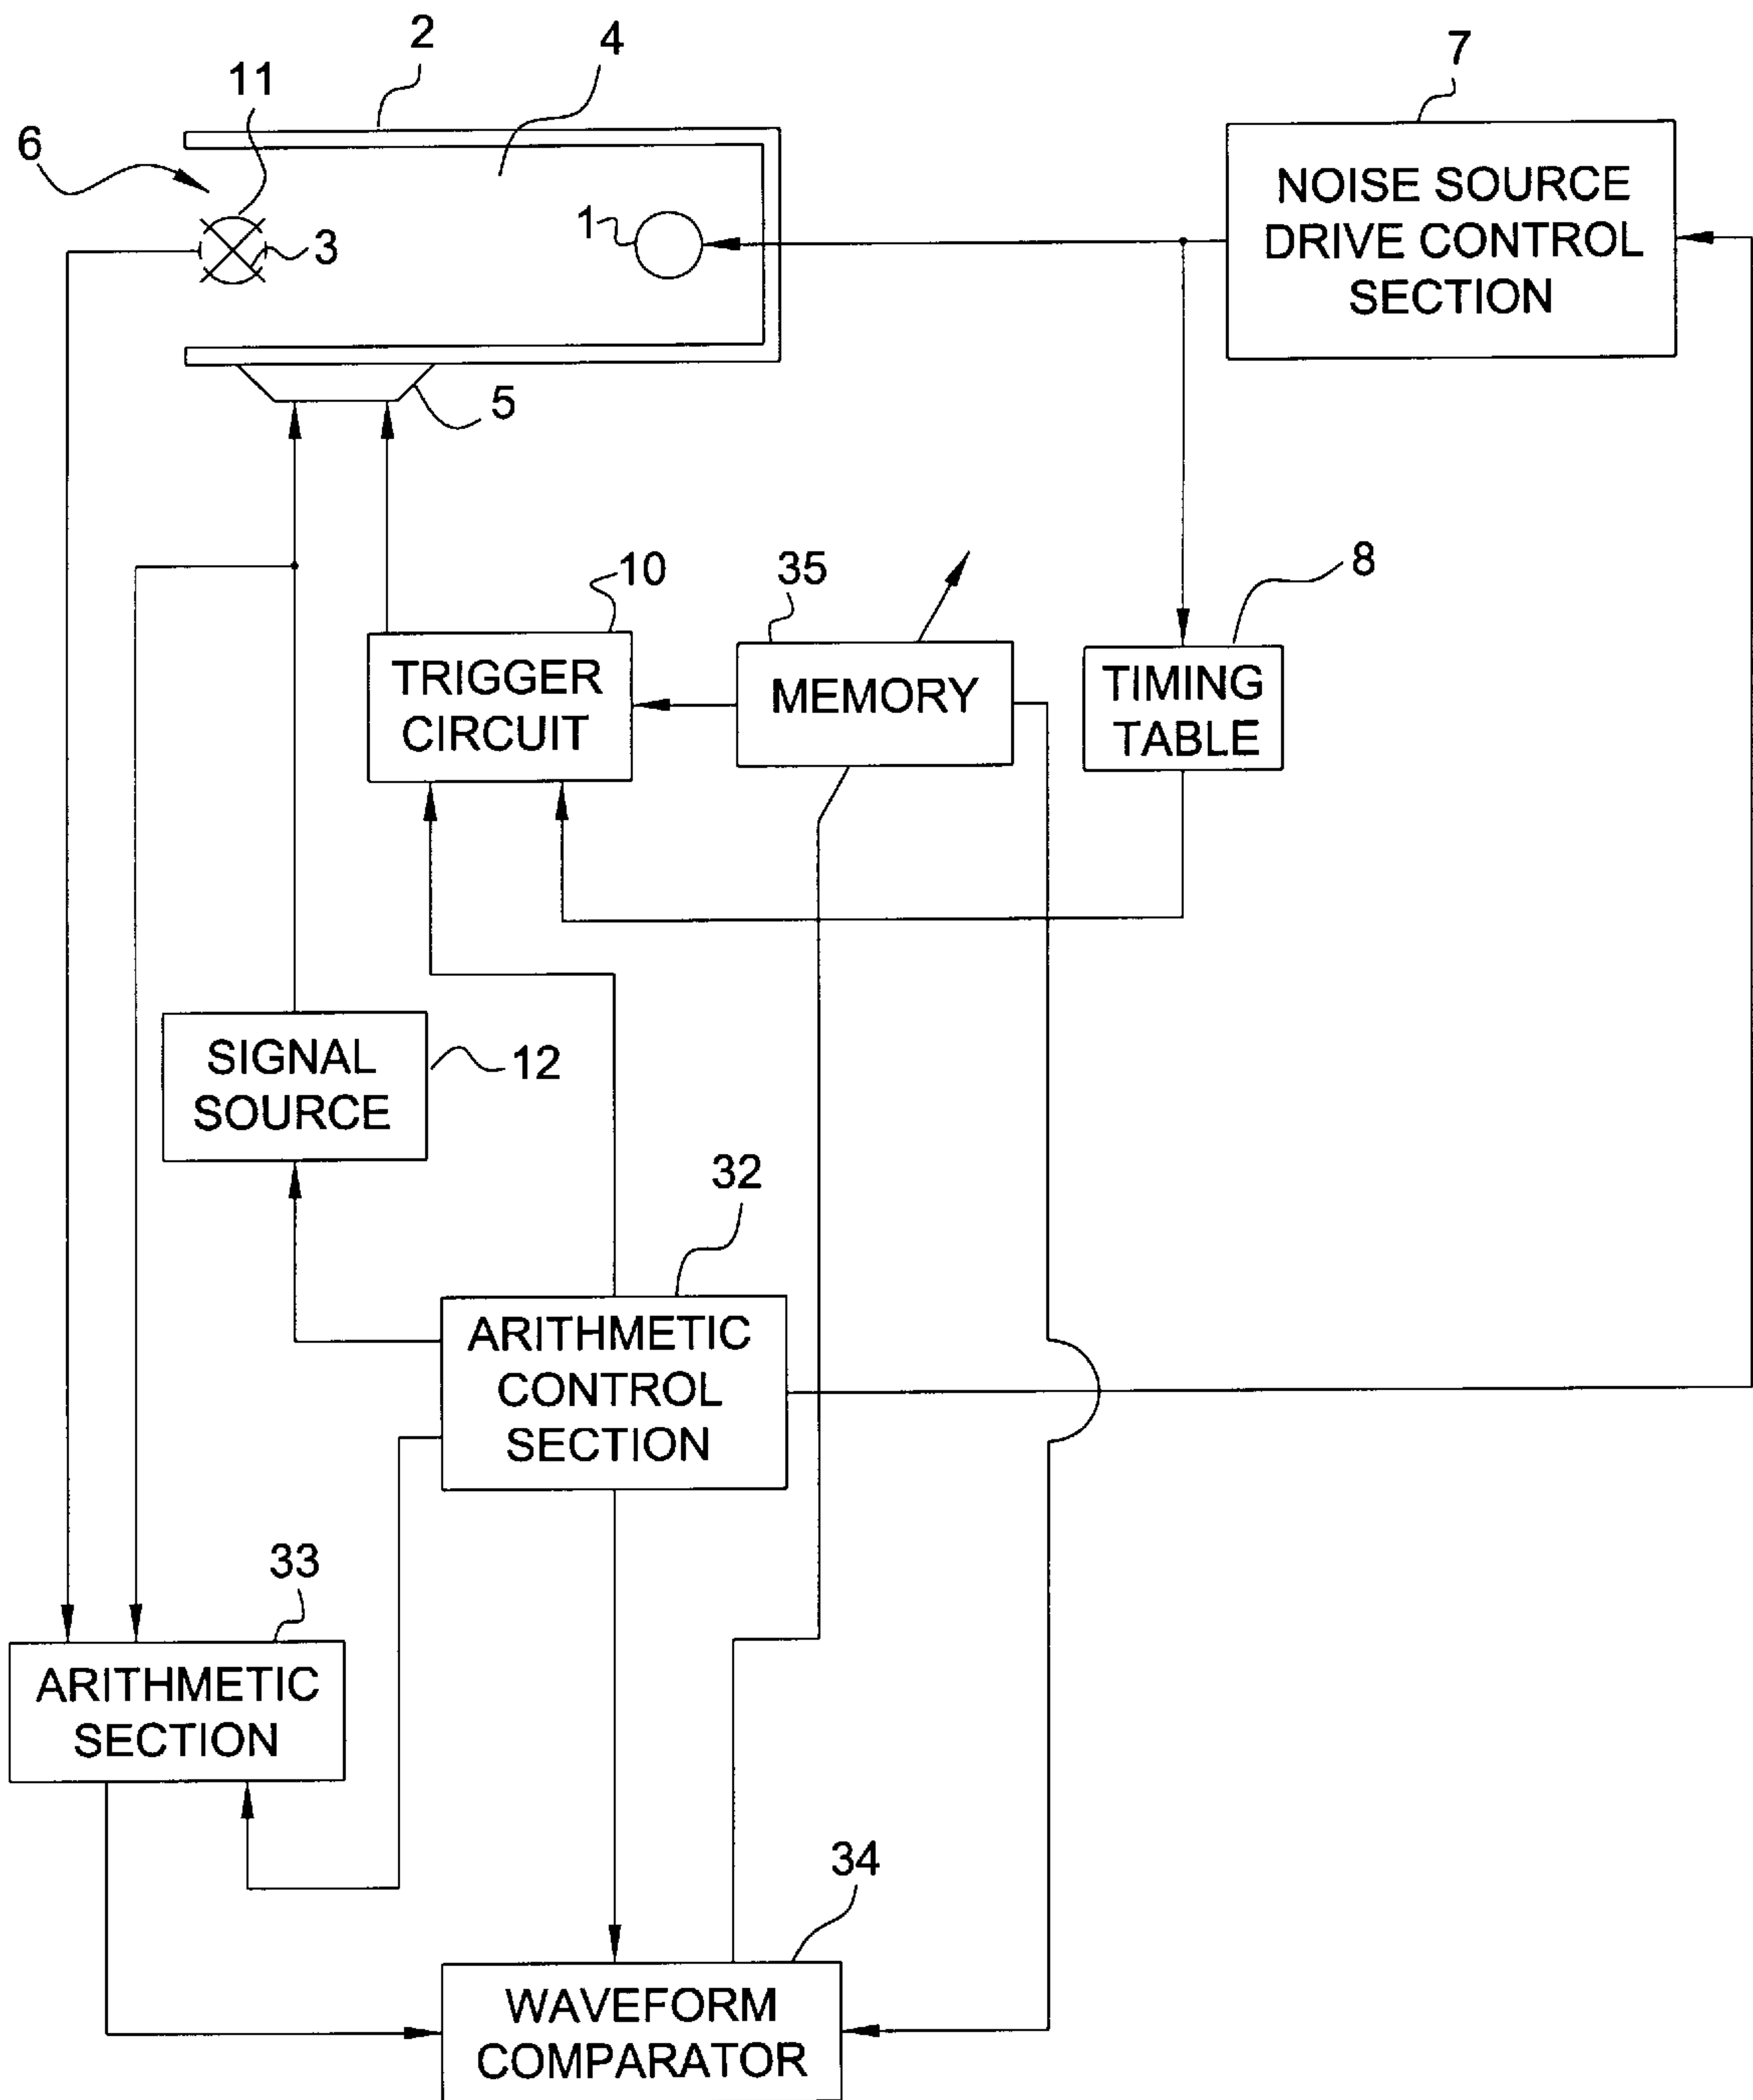 2
4
7
11
6
NOISE SOURCE
DRIVE CONTROL
SECTION
1
3
5
10
35
8
TRIGGER
CIRCUIT
MEMORY
TIMING
TABLE
SIGNAL
SOURCE
12
32
ARITHMETIC
CONTROL
SECTION
33
ARITHMETIC
SECTION
34
WAVEFORM
COMPARATOR